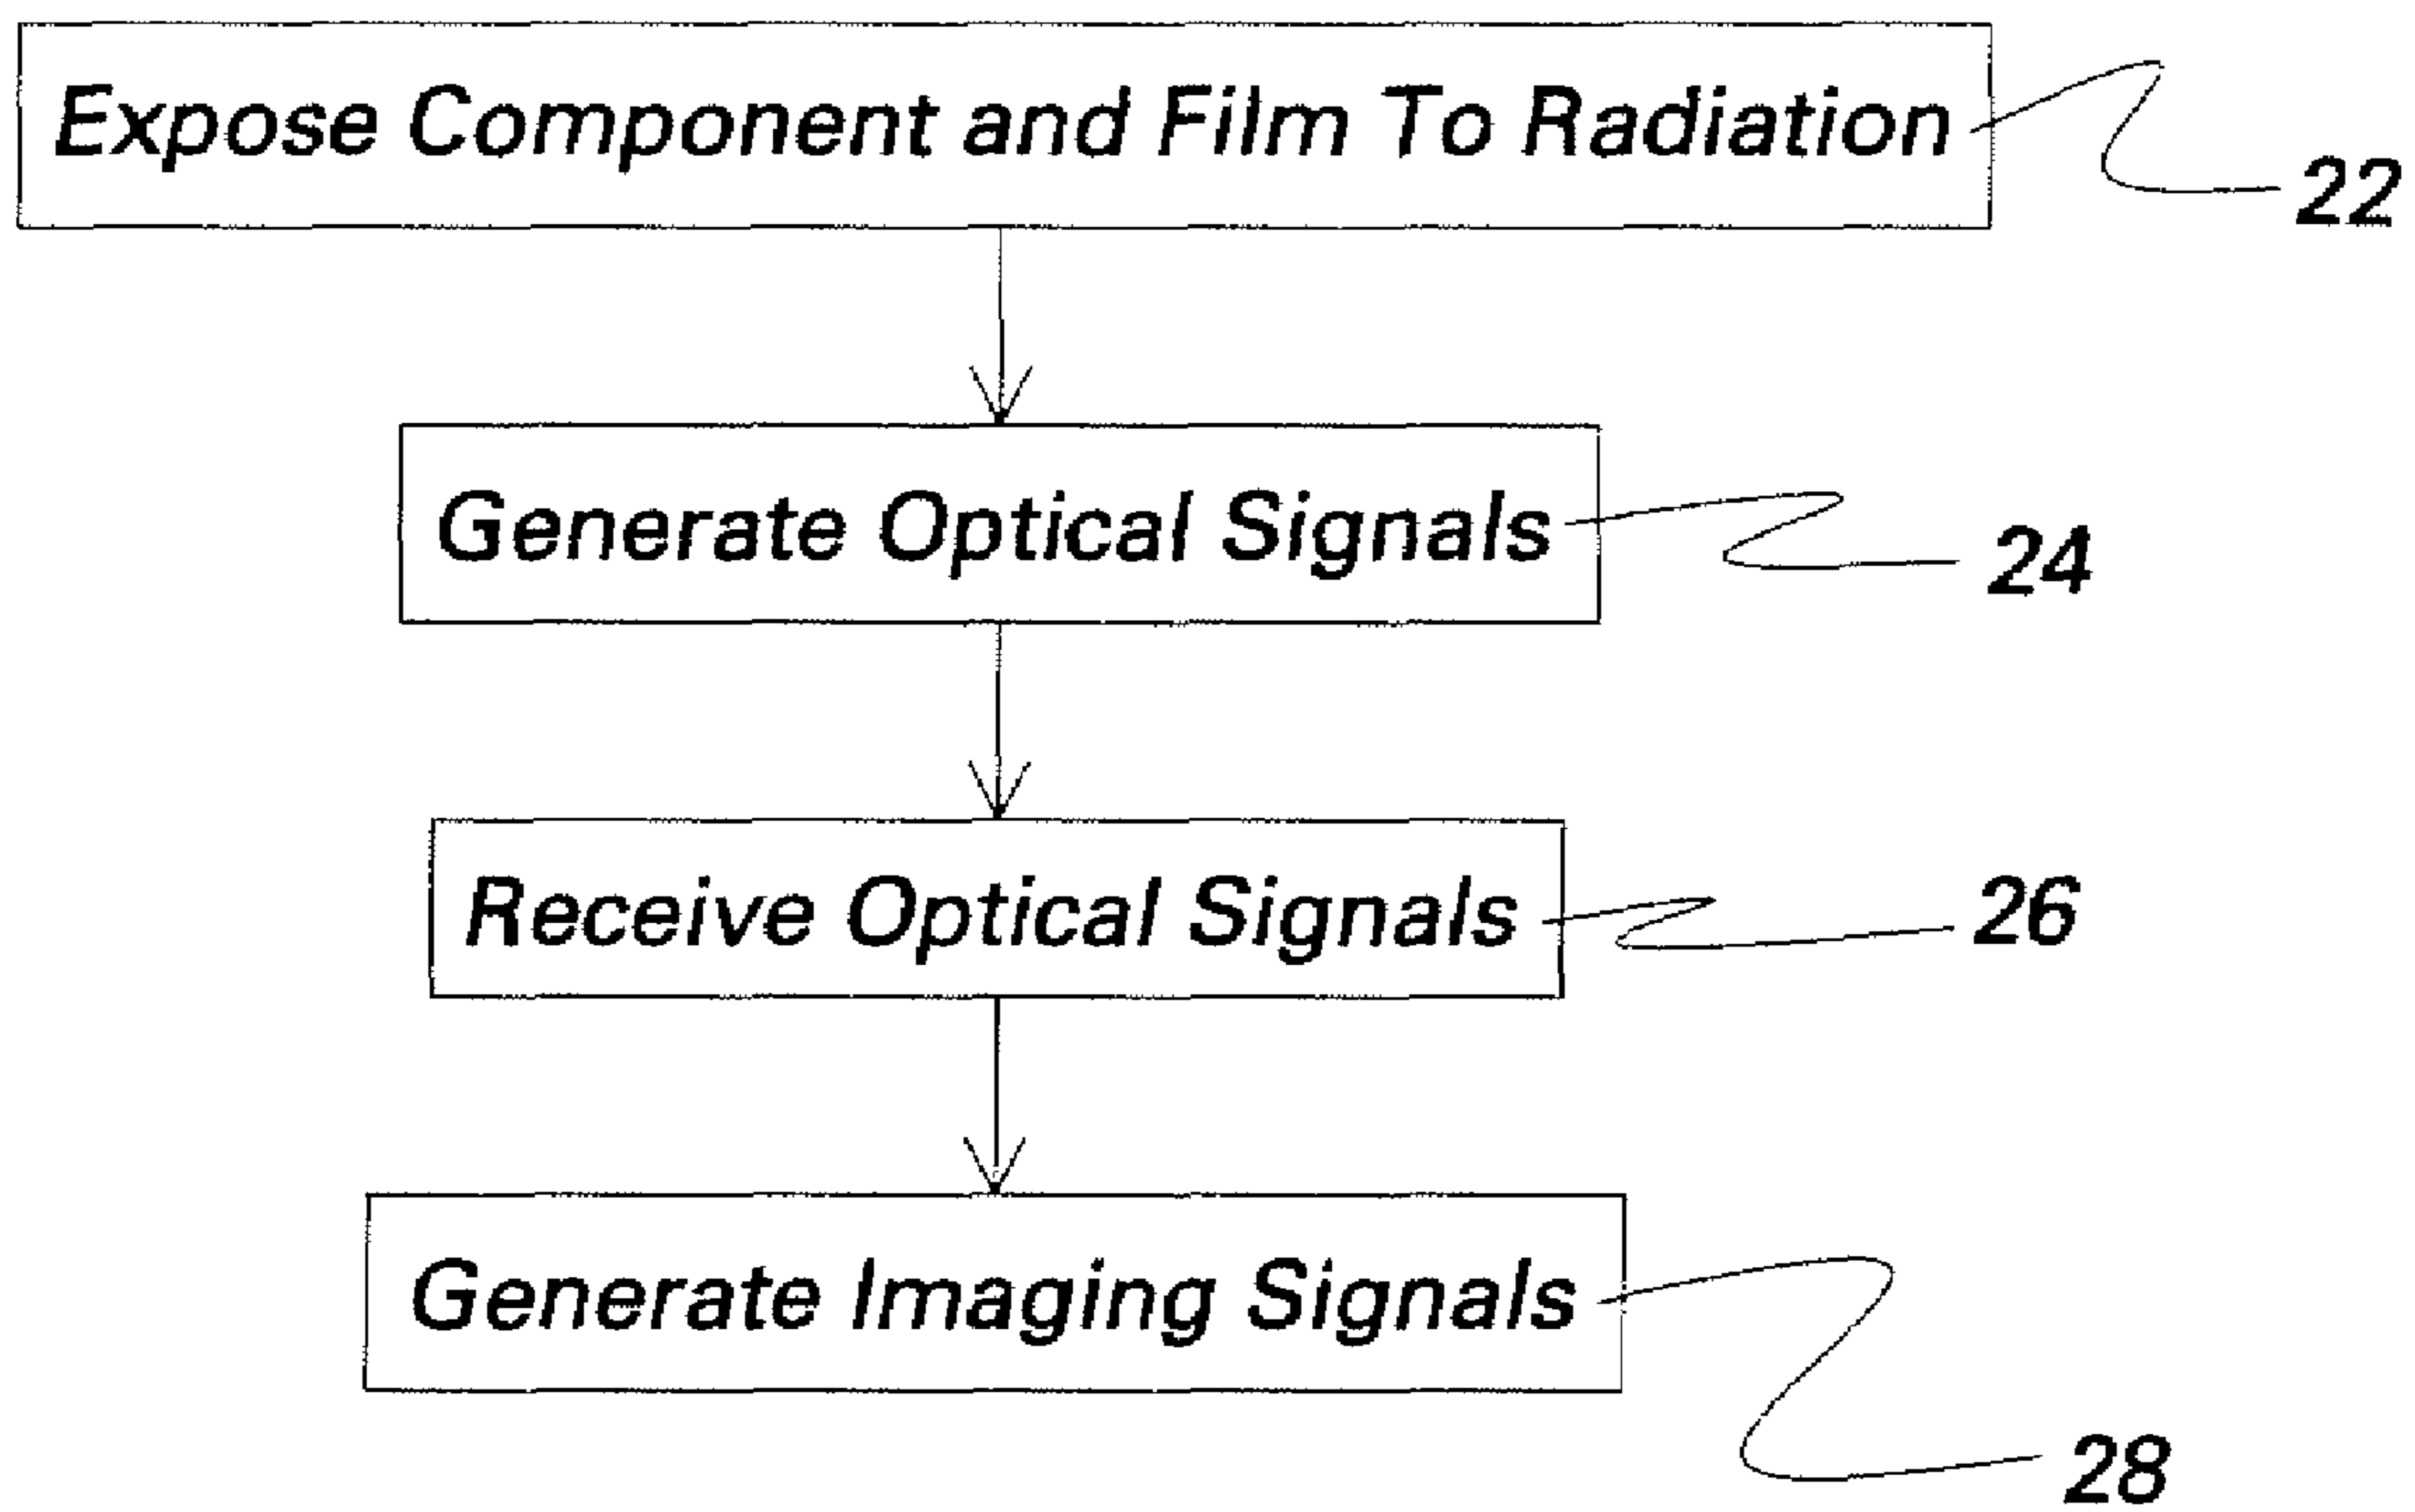 Expose Component and Film To Radiation
22
Generate Optical Signals
24
Receive Optical Signals
26
Generate Imaging Signals
28